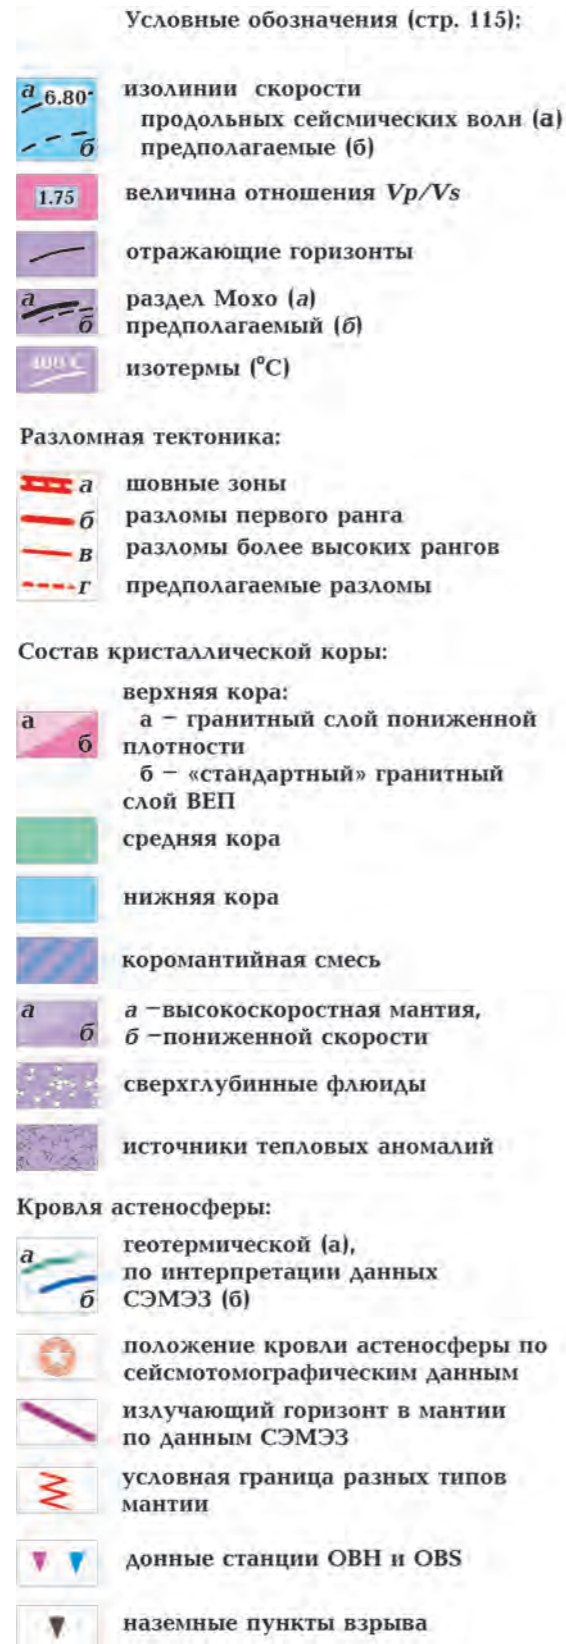 Условные обозначения (стр. 115):
а 6.80
изолинии скорости
продольных сейсмических волн (а)
б
предполагаемые (б)
1.75
величина отношения Vp/Vs
отражающие горизонты
а
раздел Мохо (а)
б
предполагаемый (б)
400°C
изотермы (°C)
Разломная тектоника:
а шовные зоны
б разломы первого ранга
в разломы более высоких рангов
г предполагаемые разломы
Состав кристаллической коры:
верхняя кора:
а
а – гранитный слой пониженной
б
плотности
б – «стандартный» гранитный
слой ВЕП
средняя кора
нижняя кора
коромантийная смесь
а
а –высокоскоростная мантия,
б
б –пониженной скорости
сверхглубинные флюиды
источники тепловых аномалий
Кровля астеносферы:
а
геотермической (а),
по интерпретации данных
б
СЭМЭЗ (б)
положение кровли астеносферы по
сейсмотомографическим данным
излучающий горизонт в мантии
по данным СЭМЭЗ
условная граница разных типов
мантии
донные станции OBH и OBS
наземные пункты взрыва